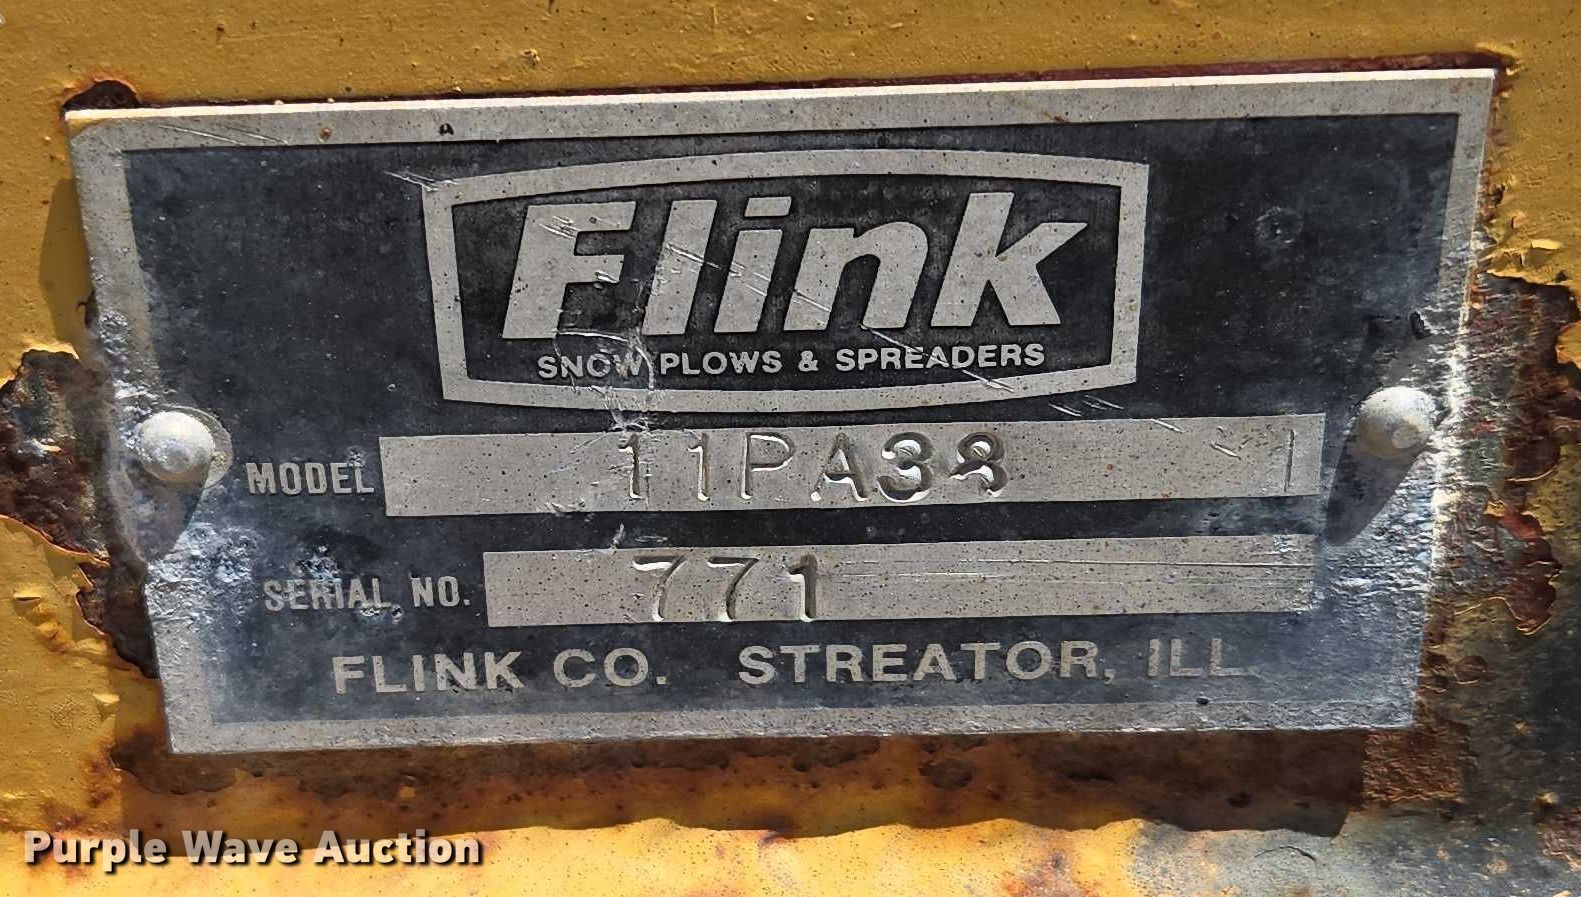 Flink
SNOW PLOWS & SPREADERS
MODEL 11PA38
SERIAL NO. 771
FLINK CO. STREATOR, ILL.
Purple Wave Auction